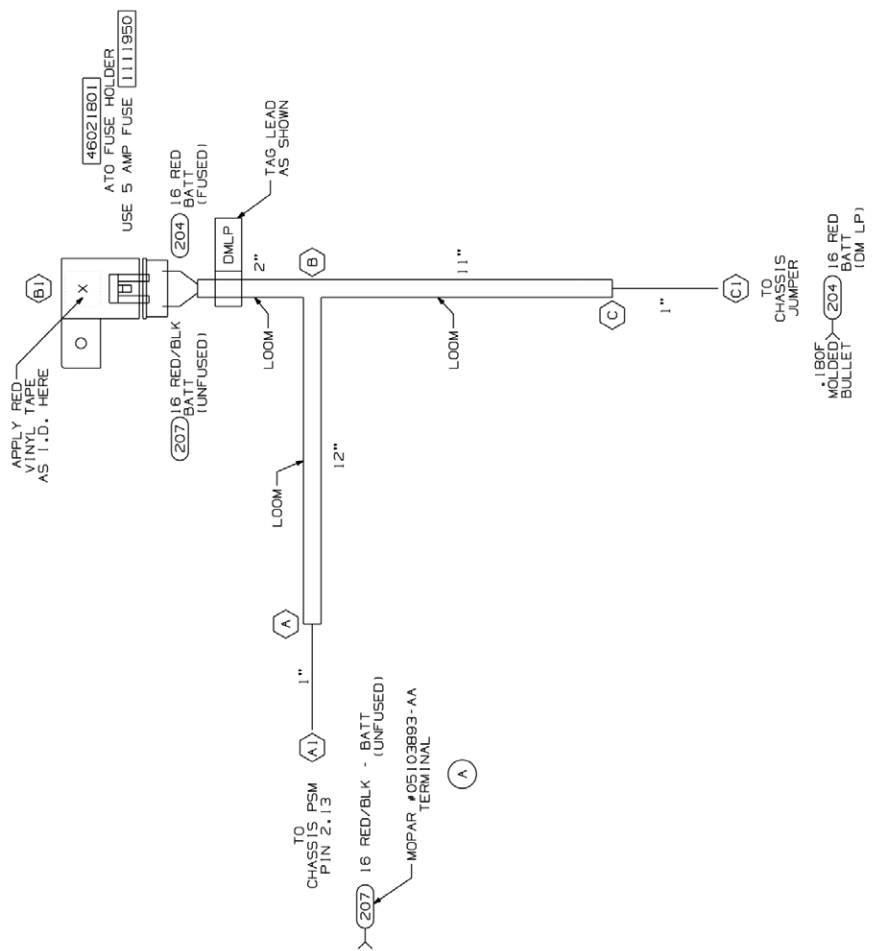 APPLY RED
VINYL TAPE
AS I.D. HERE
B1
X
46021801
ATO FUSE HOLDER
USE 5 AMP FUSE 1111950
207 16 RED/BLK
BATT
(UNFUSED)
204 16 RED
BATT
(FUSED)
DMLP
TAG LEAD
AS SHOWN
2"
B
LOOM
LOOM
12"
A
1"
A1
TO
CHASSIS PSM
PIN 2.13
207 16 RED/BLK - BATT
(UNFUSED)
MOPAR #05103893-AA
TERMINAL
A
11"
LOOM
C
1"
C1
TO
CHASSIS
JUMPER
.180F
MOLDED
BULLET
204 16 RED
BATT
(DM LP)